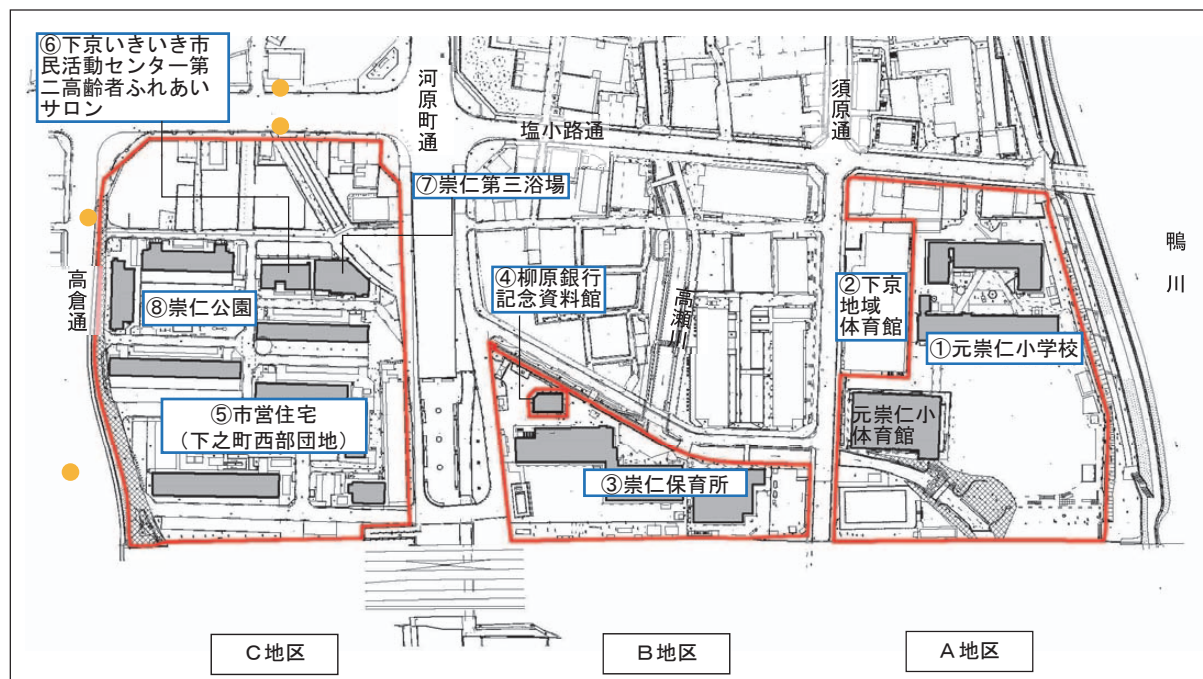 ⑥下京いきいき市
民活動センター第
二高齢者ふれあい
サロン
河原町通
塩小路通
須原通
⑦崇仁第三浴場
鴨川
高倉通
④柳原銀行
記念資料館
高瀬川
②下京
地域
体育館
⑧崇仁公園
①元崇仁小学校
⑤市営住宅
（下之町西部団地）
元崇仁小
体育館
③崇仁保育所
C地区
B地区
A地区